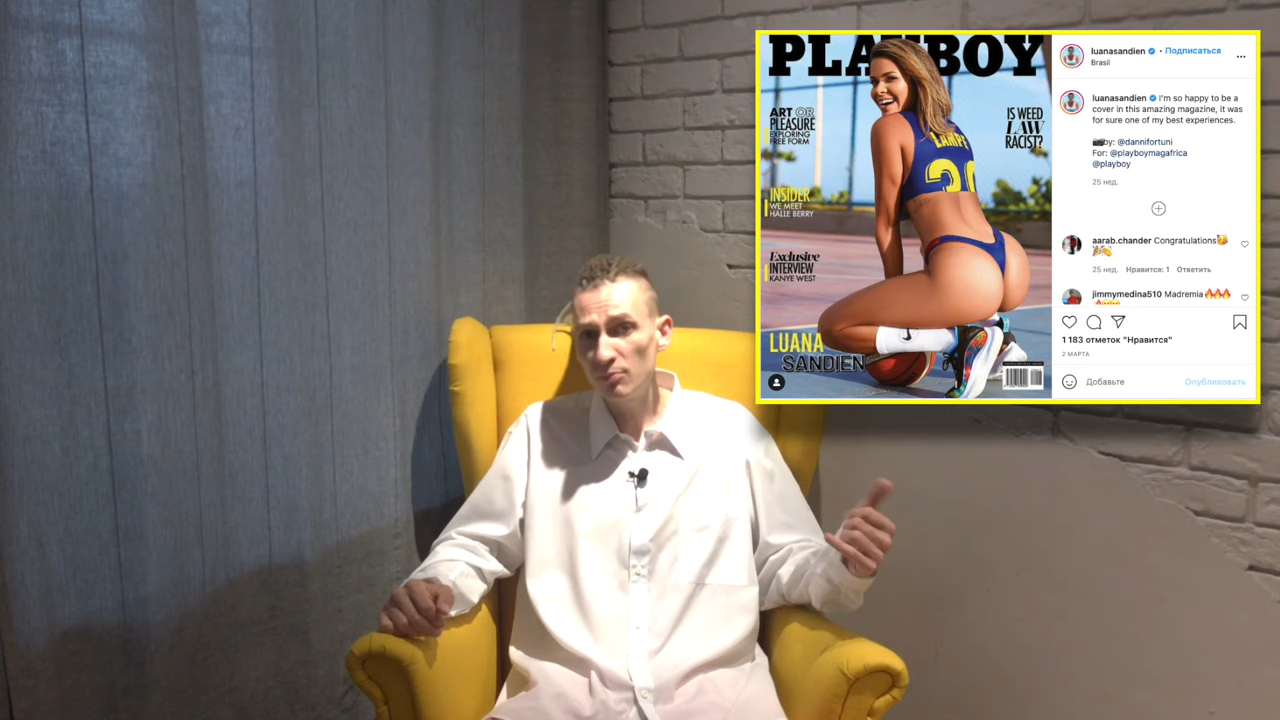 PLAYBOY
ART OR
PLEASURE
EXPLORING
FREE FORM
IS WEED
LAW
RACIST?
INSIDER
WE MEET
HALLE BERRY
Exclusive
INTERVIEW
KANYE WEST
LUANA
SANDIEN
luanasandien • Подписаться
Brasil
luanasandien I'm so happy to be a
cover in this amazing magazine, it was
for sure one of my best experiences.
by: @dannifortuni
For: @playboymagafrica
@playboy
25 нед.
aarab.chander Congratulations
25 нед. Нравится: 1 Ответить
jimmymedina510 Madremia
1 183 отметок "Нравится"
2 МАРТА
Добавьте
Опубликовать